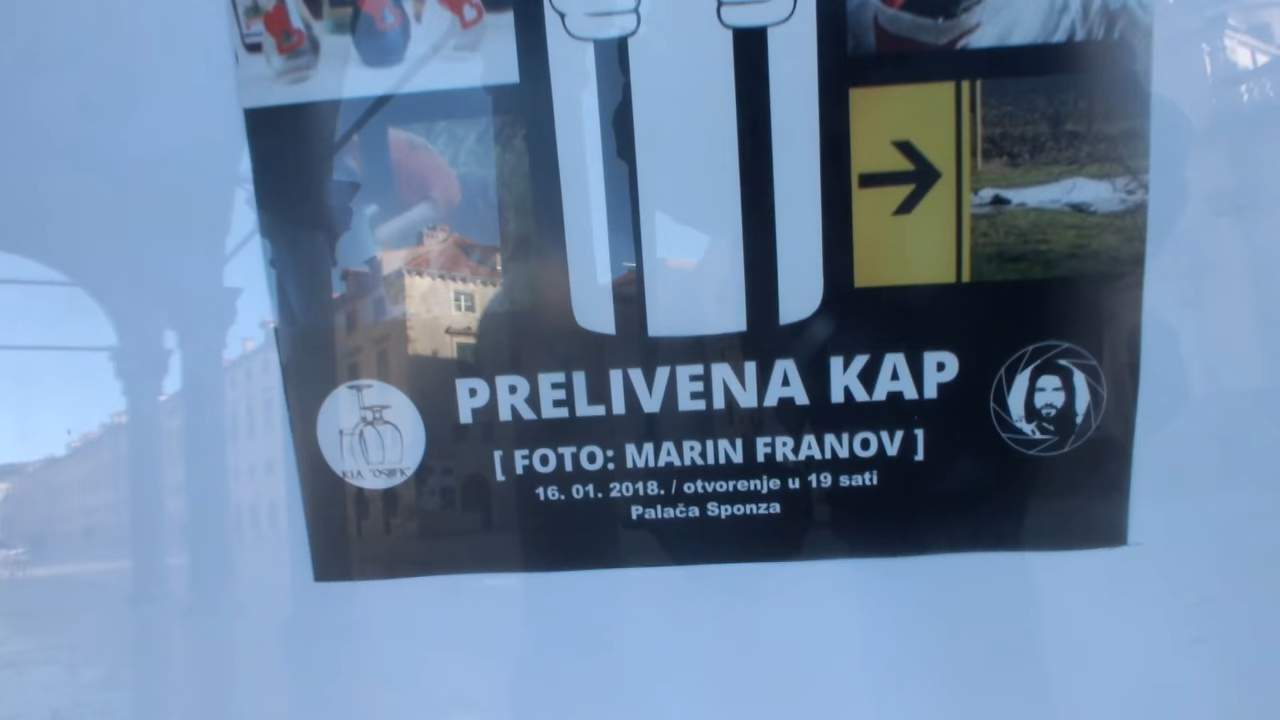 PRELIVENA KAP
[ FOTO: MARIN FRANOV ]
16. 01. 2018. / otvorenje u 19 sati
Palača Sponza